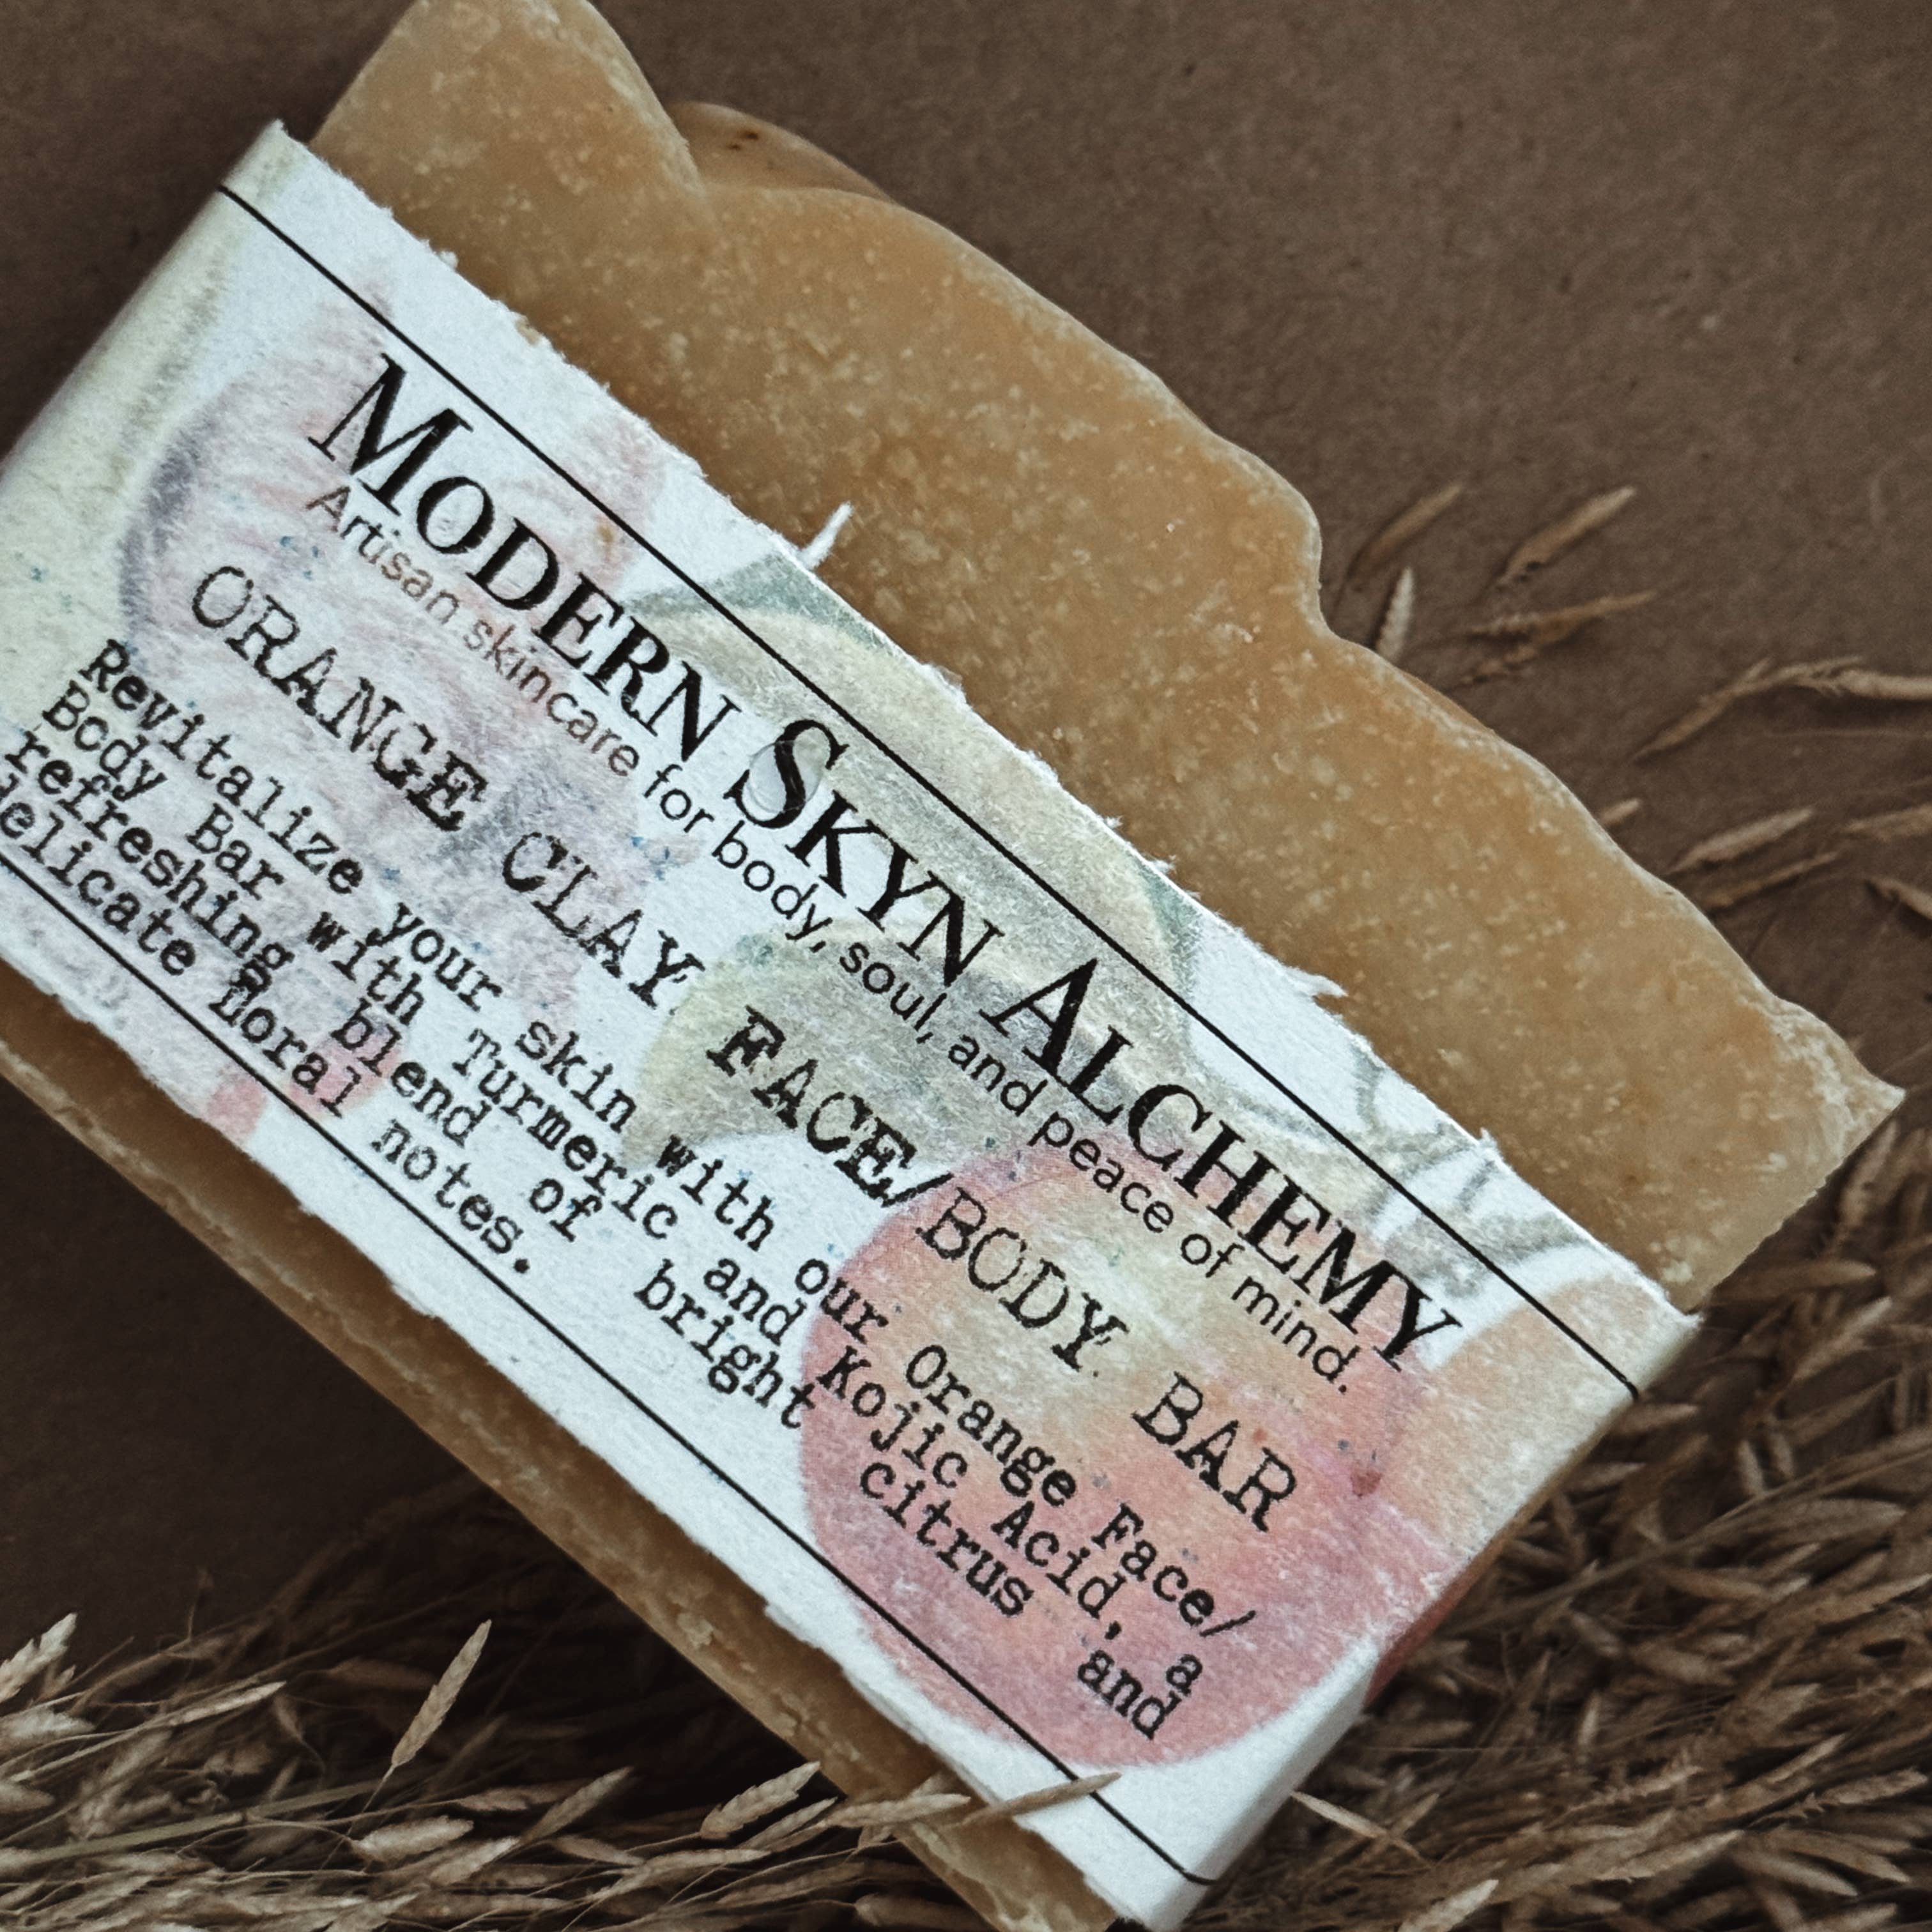 MODERN SKYN ALCHEMY
Artisan skincare for body, soul, and peace of mind.
ORANGE CLAY FACE/BODY BAR
Revitalize your skin with our Orange Face/
Body Bar with Turmeric and Kojic Acid, a
refreshing blend of bright citrus and
delicate floral notes.